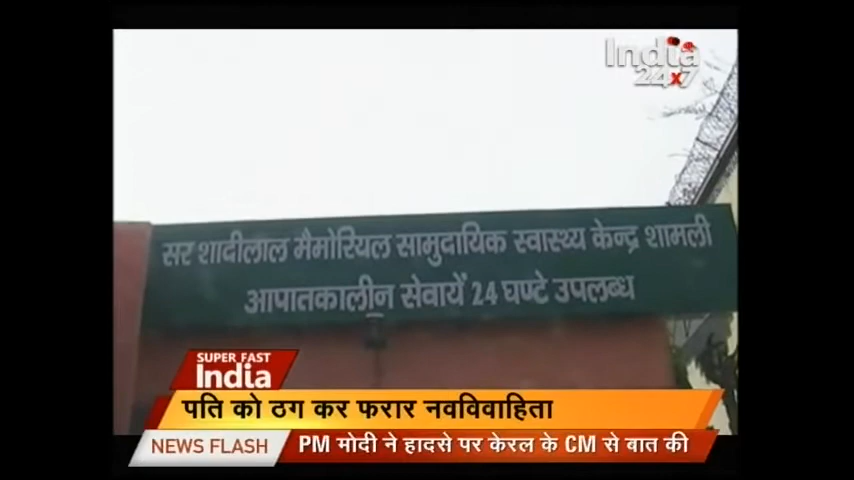 India
24x7
सर शादीलाल मैमोरियल सामुदायिक स्वास्थ्य केन्द्र शामली
आपातकालीन सेवायें 24 घण्टे उपलब्ध
SUPER FAST
India
पति को ठग कर फरार नवविवाहिता
NEWS FLASH PM मोदी ने हादसे पर केरल के CM से बात की